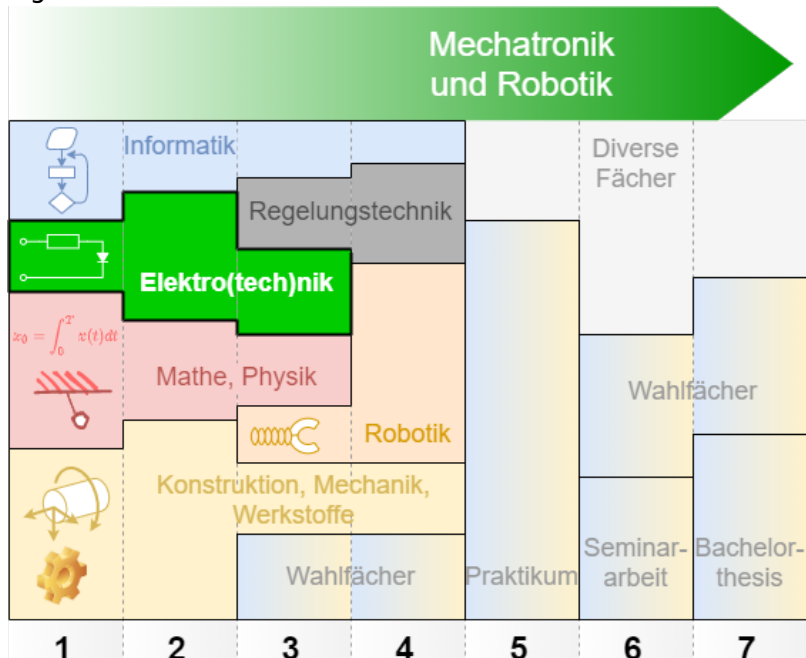 Mechatronik
und Robotik
Informatik
Diverse
Fächer
Regelungstechnik
Elektro(tech)nik
x₀ = ∫₀ᵀ x(t)dt
Mathe, Physik
Wahlfächer
Robotik
Konstruktion, Mechanik,
Werkstoffe
Wahlfächer
Praktikum
Seminar-
arbeit
Bachelor-
thesis
1 2 3 4 5 6 7